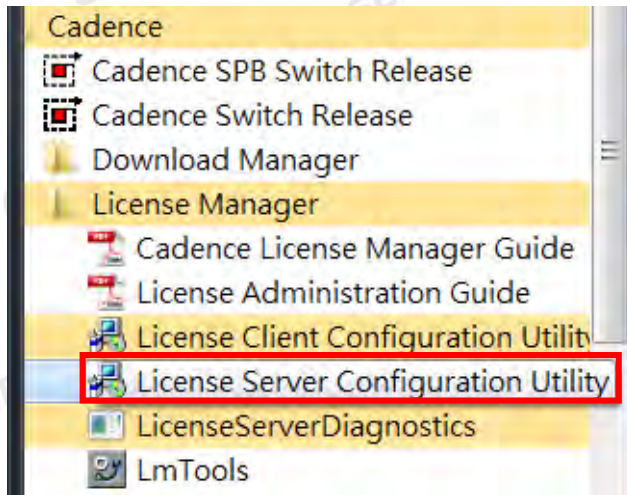 Cadence
Cadence SPB Switch Release
Cadence Switch Release
Download Manager
License Manager
Cadence License Manager Guide
License Administration Guide
License Client Configuration Utility
License Server Configuration Utility
LicenseServerDiagnostics
LmTools